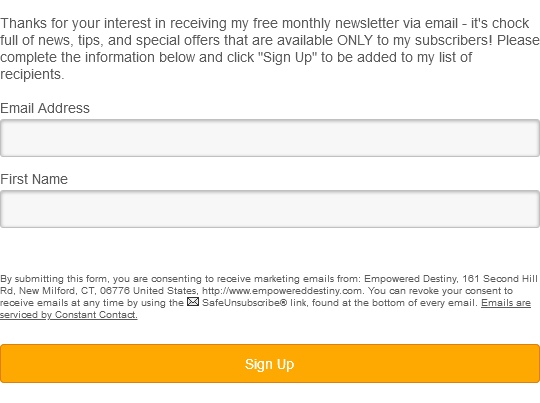 Thanks for your interest in receiving my free monthly newsletter via email - it's chock
full of news, tips, and special offers that are available ONLY to my subscribers! Please
complete the information below and click "Sign Up" to be added to my list of
recipients.
Email Address
First Name
By submitting this form, you are consenting to receive marketing emails from: Empowered Destiny, 161 Second Hill
Rd, New Milford, CT, 06776 United States, http://www.empowereddestiny.com. You can revoke your consent to
receive emails at any time by using the SafeUnsubscribe® link, found at the bottom of every email. Emails are
serviced by Constant Contact.
Sign Up